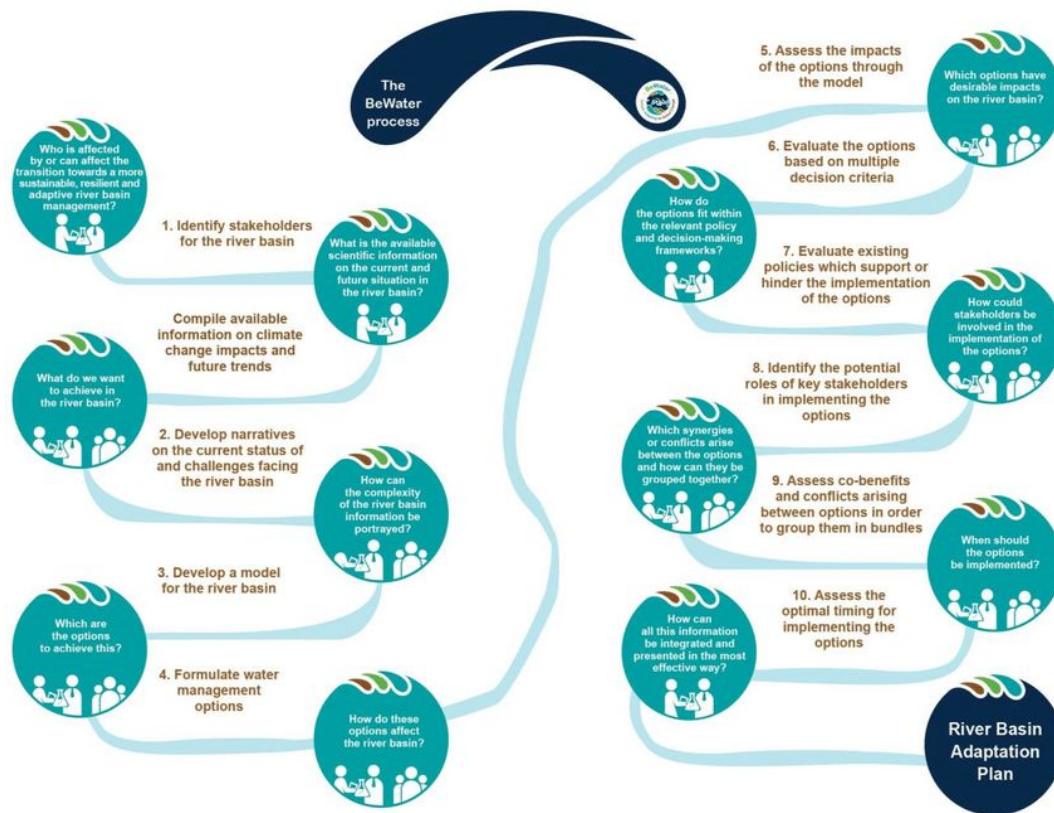 The
BeWater
process
BeWater
Who is affected
by or can affect the
transition towards a more
sustainable, resilient and
adaptive river basin
management?
1. Identify stakeholders
for the river basin
What is the available
scientific information
on the current and
future situation in
the river basin?
Compile available
information on climate
change impacts and
future trends
What do we want
to achieve in
the river basin?
2. Develop narratives
on the current status of
and challenges facing
the river basin
How can
the complexity
of the river basin
information be
portrayed?
3. Develop a model
for the river basin
Which are
the options
to achieve this?
4. Formulate water
management
options
How do these
options affect
the river basin?
5. Assess the impacts
of the options through
the model
Which options have
desirable impacts
on the river basin?
6. Evaluate the options
based on multiple
decision criteria
How do
the options fit within
the relevant policy
and decision-making
frameworks?
7. Evaluate existing
policies which support or
hinder the implementation
of the options
How could
stakeholders be
involved in the
implementation of
the options?
8. Identify the potential
roles of key stakeholders
in implementing the
options
Which synergies
or conflicts arise
between the options
and how can they be
grouped together?
9. Assess co-benefits
and conflicts arising
between options in order
to group them in bundles
When should
the options
be implemented?
10. Assess the
optimal timing for
implementing the
options
How can
all this information
be integrated and
presented in the most
effective way?
River Basin
Adaptation
Plan